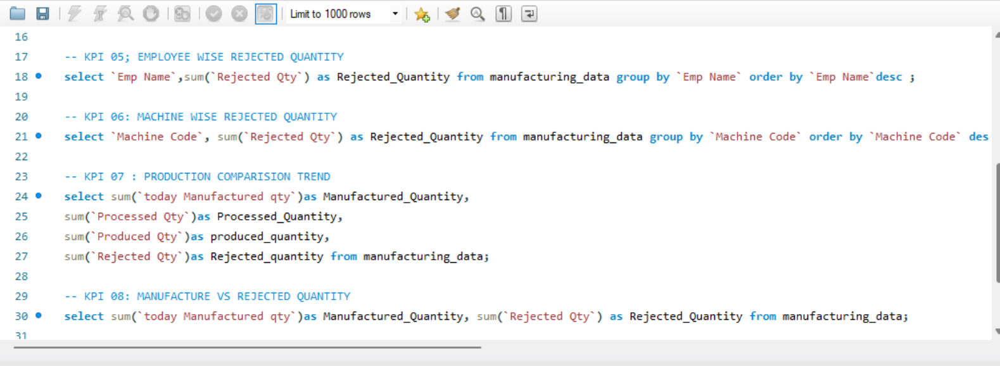 Limit to 1000 rows
16
17 -- KPI 05; EMPLOYEE WISE REJECTED QUANTITY
18 select `Emp Name`,sum(`Rejected Qty`) as Rejected_Quantity from manufacturing_data group by `Emp Name` order by `Emp Name`desc ;
19
20 -- KPI 06: MACHINE WISE REJECTED QUANTITY
21 select `Machine Code`, sum(`Rejected Qty`) as Rejected_Quantity from manufacturing_data group by `Machine Code` order by `Machine Code` des
22
23 -- KPI 07 : PRODUCTION COMPARISION TREND
24 select sum(`today Manufactured qty`)as Manufactured_Quantity,
25 sum(`Processed Qty`)as Processed_Quantity,
26 sum(`Produced Qty`)as produced_quantity,
27 sum(`Rejected Qty`)as Rejected_quantity from manufacturing_data;
28
29 -- KPI 08: MANUFACTURE VS REJECTED QUANTITY
30 select sum(`today Manufactured qty`)as Manufactured_Quantity, sum(`Rejected Qty`) as Rejected_Quantity from manufacturing_data;
31